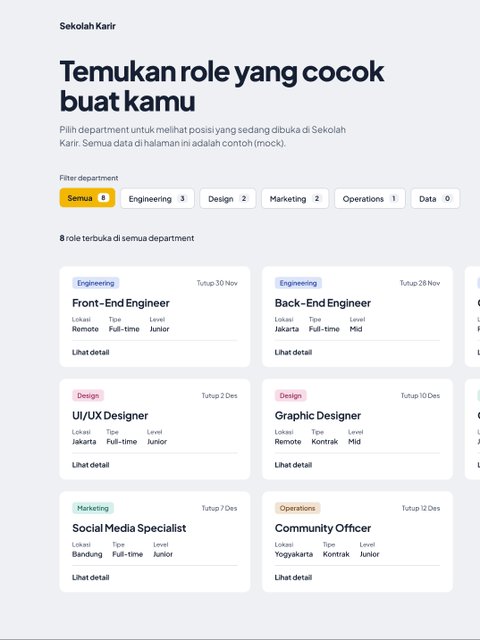 Sekolah Karir
Temukan role yang cocok
buat kamu
Pilih department untuk melihat posisi yang sedang dibuka di Sekolah
Karir. Semua data di halaman ini adalah contoh (mock).
Filter department
Semua 8 Engineering 3 Design 2 Marketing 2 Operations 1 Data 0
8 role terbuka di semua department
Engineering Tutup 30 Nov
Front-End Engineer
Lokasi Tipe Level
Remote Full-time Junior
Lihat detail
Engineering Tutup 28 Nov
Back-End Engineer
Lokasi Tipe Level
Jakarta Full-time Mid
Lihat detail
Design Tutup 2 Des
UI/UX Designer
Lokasi Tipe Level
Jakarta Full-time Junior
Lihat detail
Design Tutup 10 Des
Graphic Designer
Lokasi Tipe Level
Remote Kontrak Mid
Lihat detail
Marketing Tutup 7 Des
Social Media Specialist
Lokasi Tipe Level
Bandung Full-time Junior
Lihat detail
Operations Tutup 12 Des
Community Officer
Lokasi Tipe Level
Yogyakarta Kontrak Junior
Lihat detail